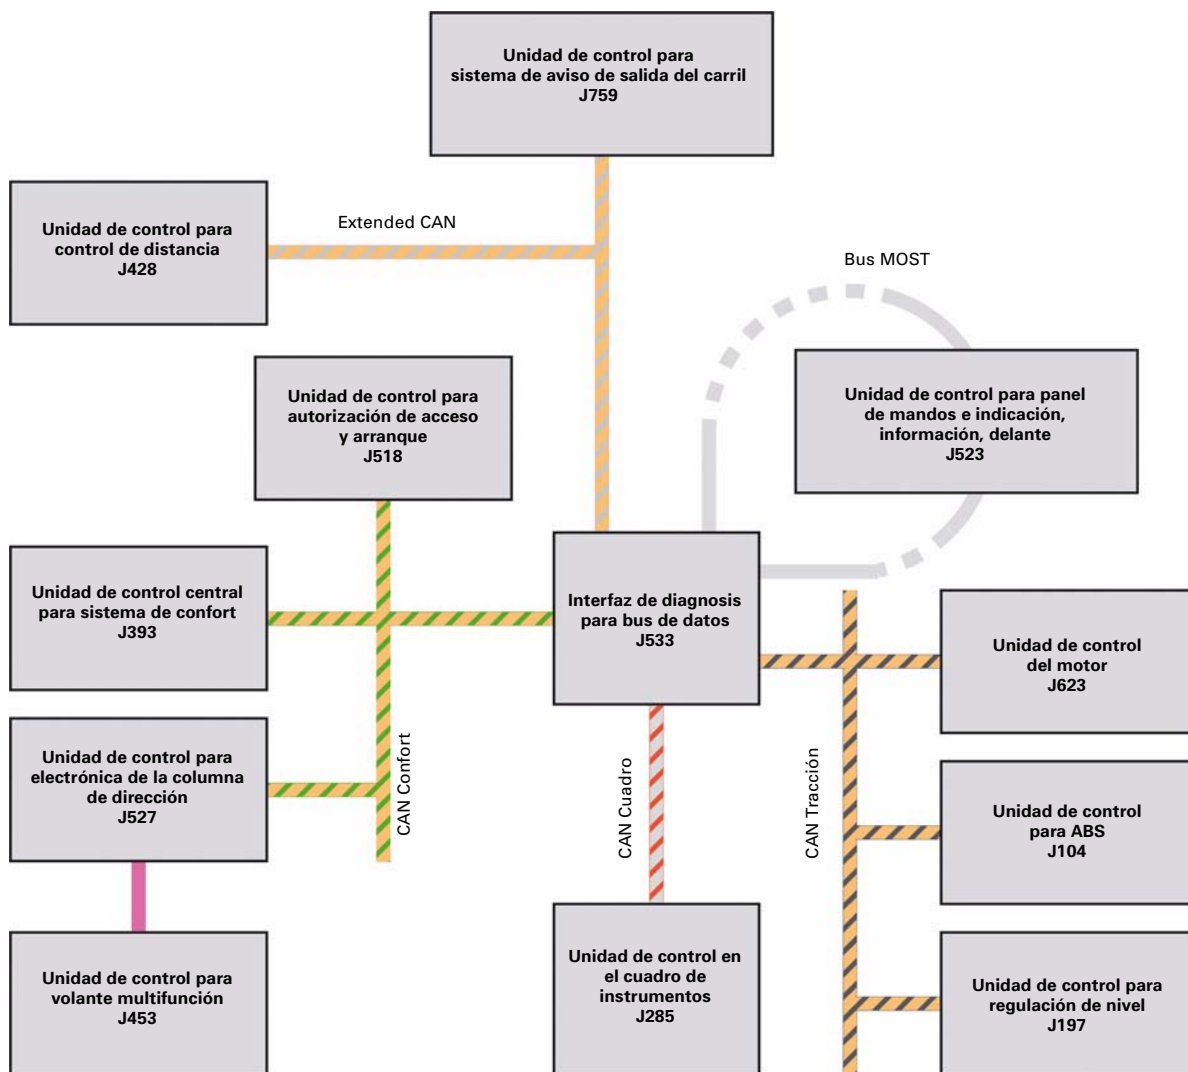 Unidad de control para
sistema de aviso de salida del carril
J759
Unidad de control para
control de distancia
J428
Extended CAN
Bus MOST
Unidad de control para
autorización de acceso
y arranque
J518
Unidad de control para panel
de mandos e indicación,
información, delante
J523
Unidad de control central
para sistema de confort
J393
Interfaz de diagnosis
para bus de datos
J533
Unidad de control
del motor
J623
Unidad de control para
electrónica de la columna
de dirección
J527
CAN Confort
CAN Cuadro
CAN Tracción
Unidad de control
para ABS
J104
Unidad de control para
volante multifunción
J453
Unidad de control en
el cuadro de
instrumentos
J285
Unidad de control para
regulación de nivel
J197